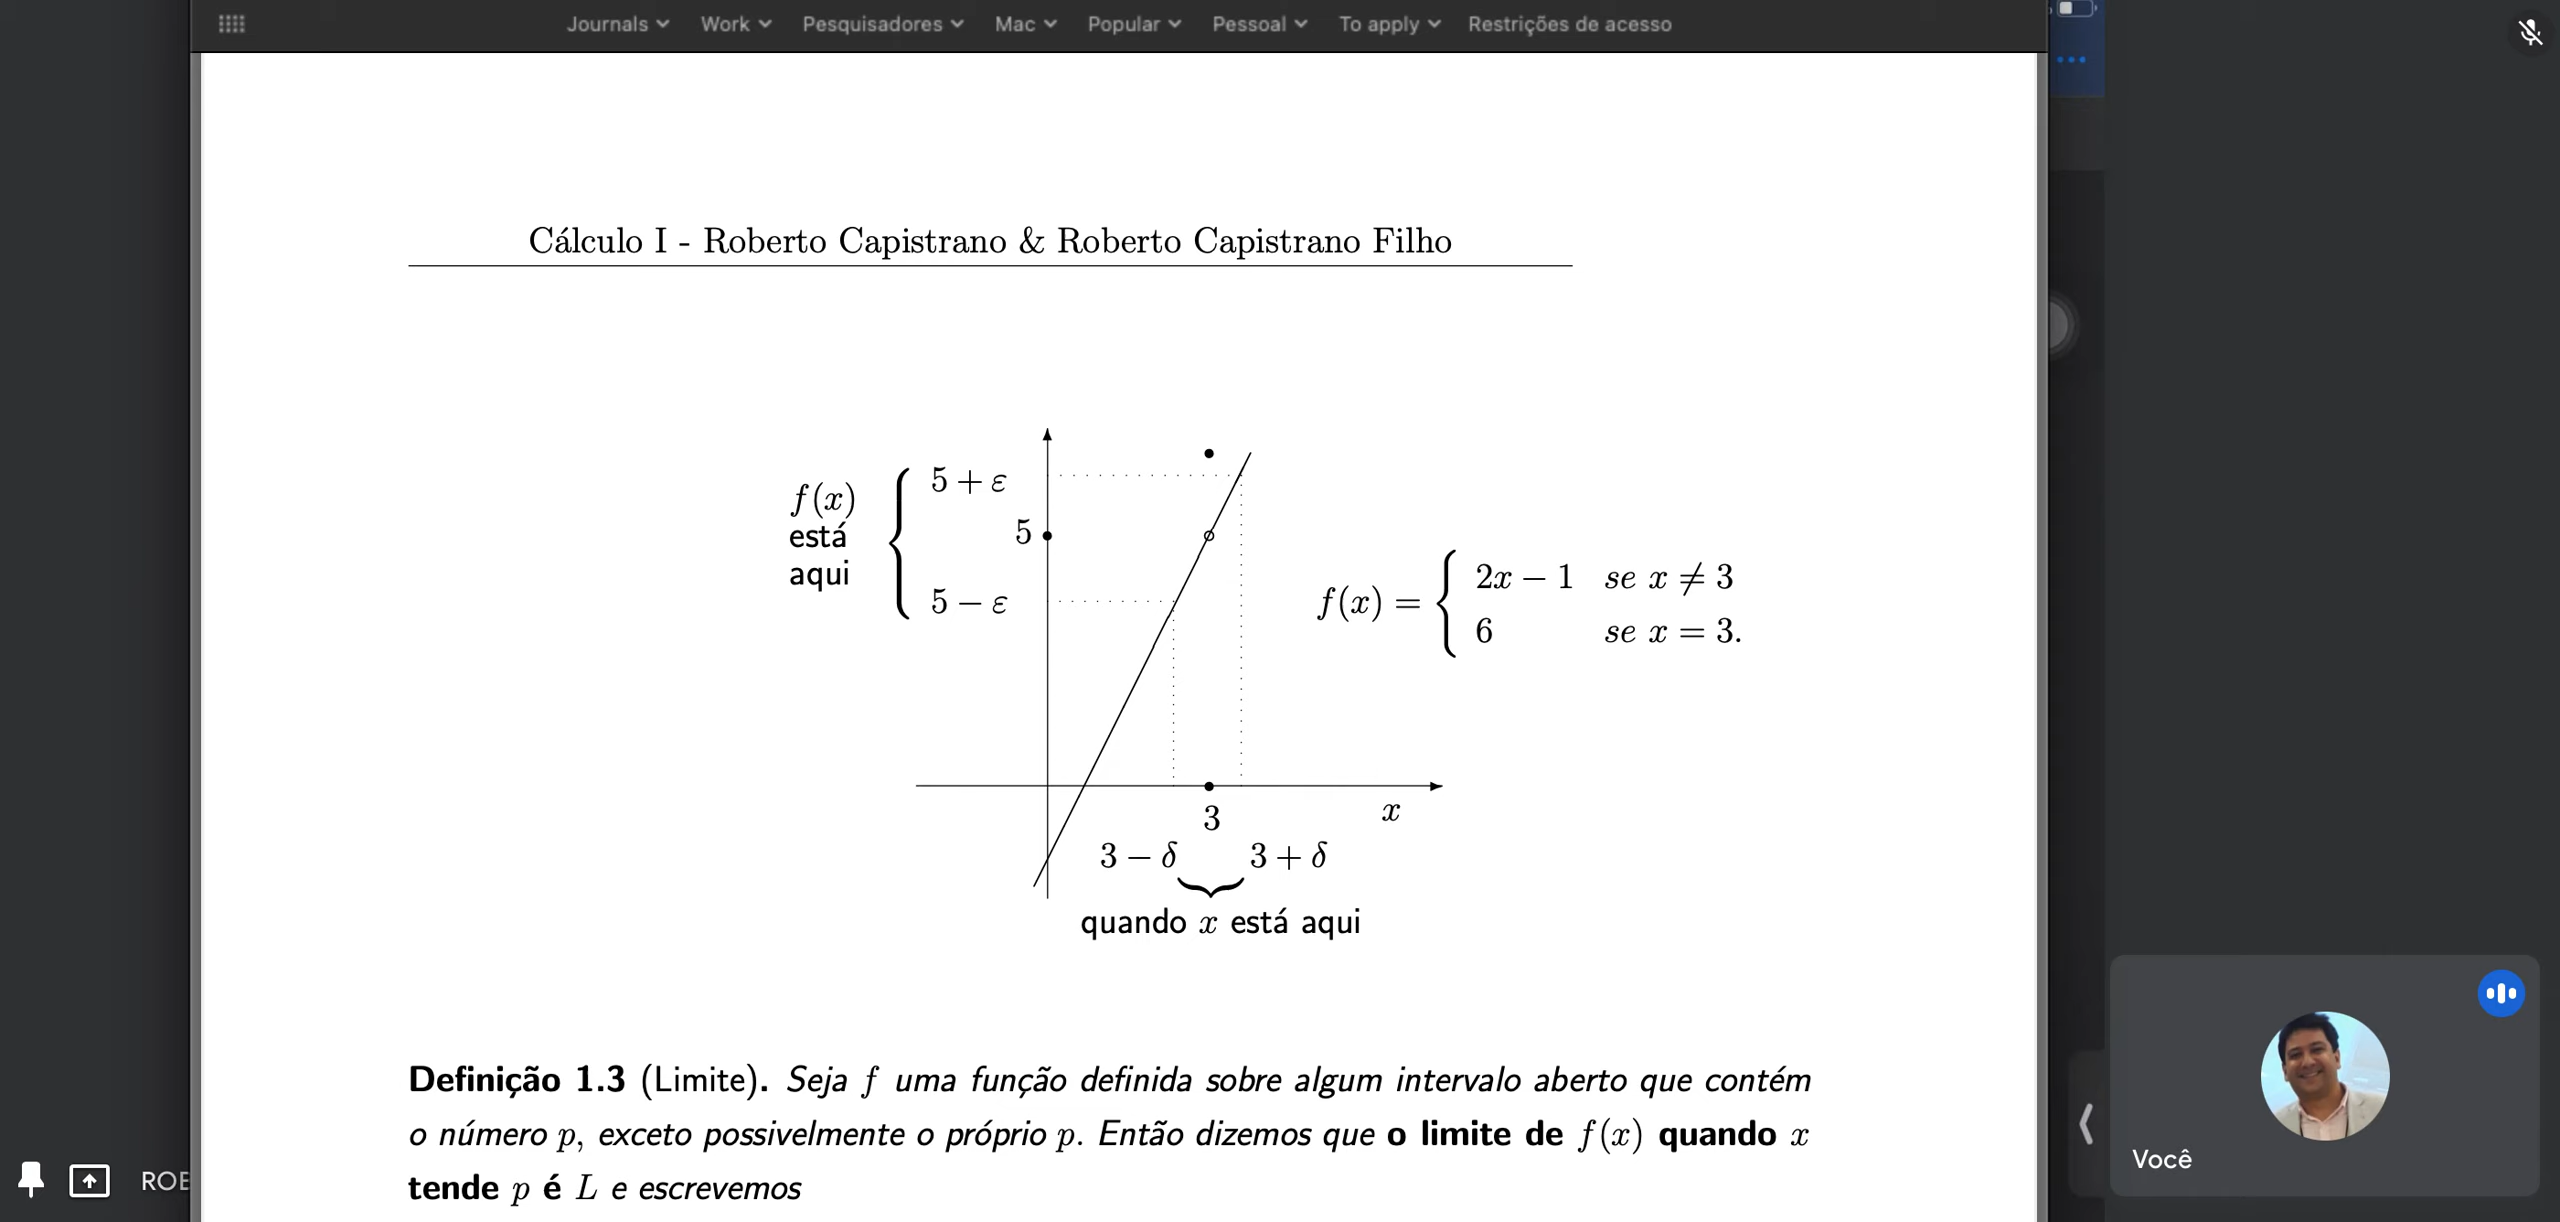 Journals Work Pesquisadores Mac Popular Pessoal To apply Restrições de acesso
Cálculo I - Roberto Capistrano & Roberto Capistrano Filho
f(x)
está
aqui
5 + ε
5
5 − ε
f(x) = { 2x − 1 se x ≠ 3
6 se x = 3.
3
x
3 − δ 3 + δ
quando x está aqui
Definição 1.3 (Limite). Seja f uma função definida sobre algum intervalo aberto que contém
o número p, exceto possivelmente o próprio p. Então dizemos que o limite de f(x) quando x
tende p é L e escrevemos
ROE
Você